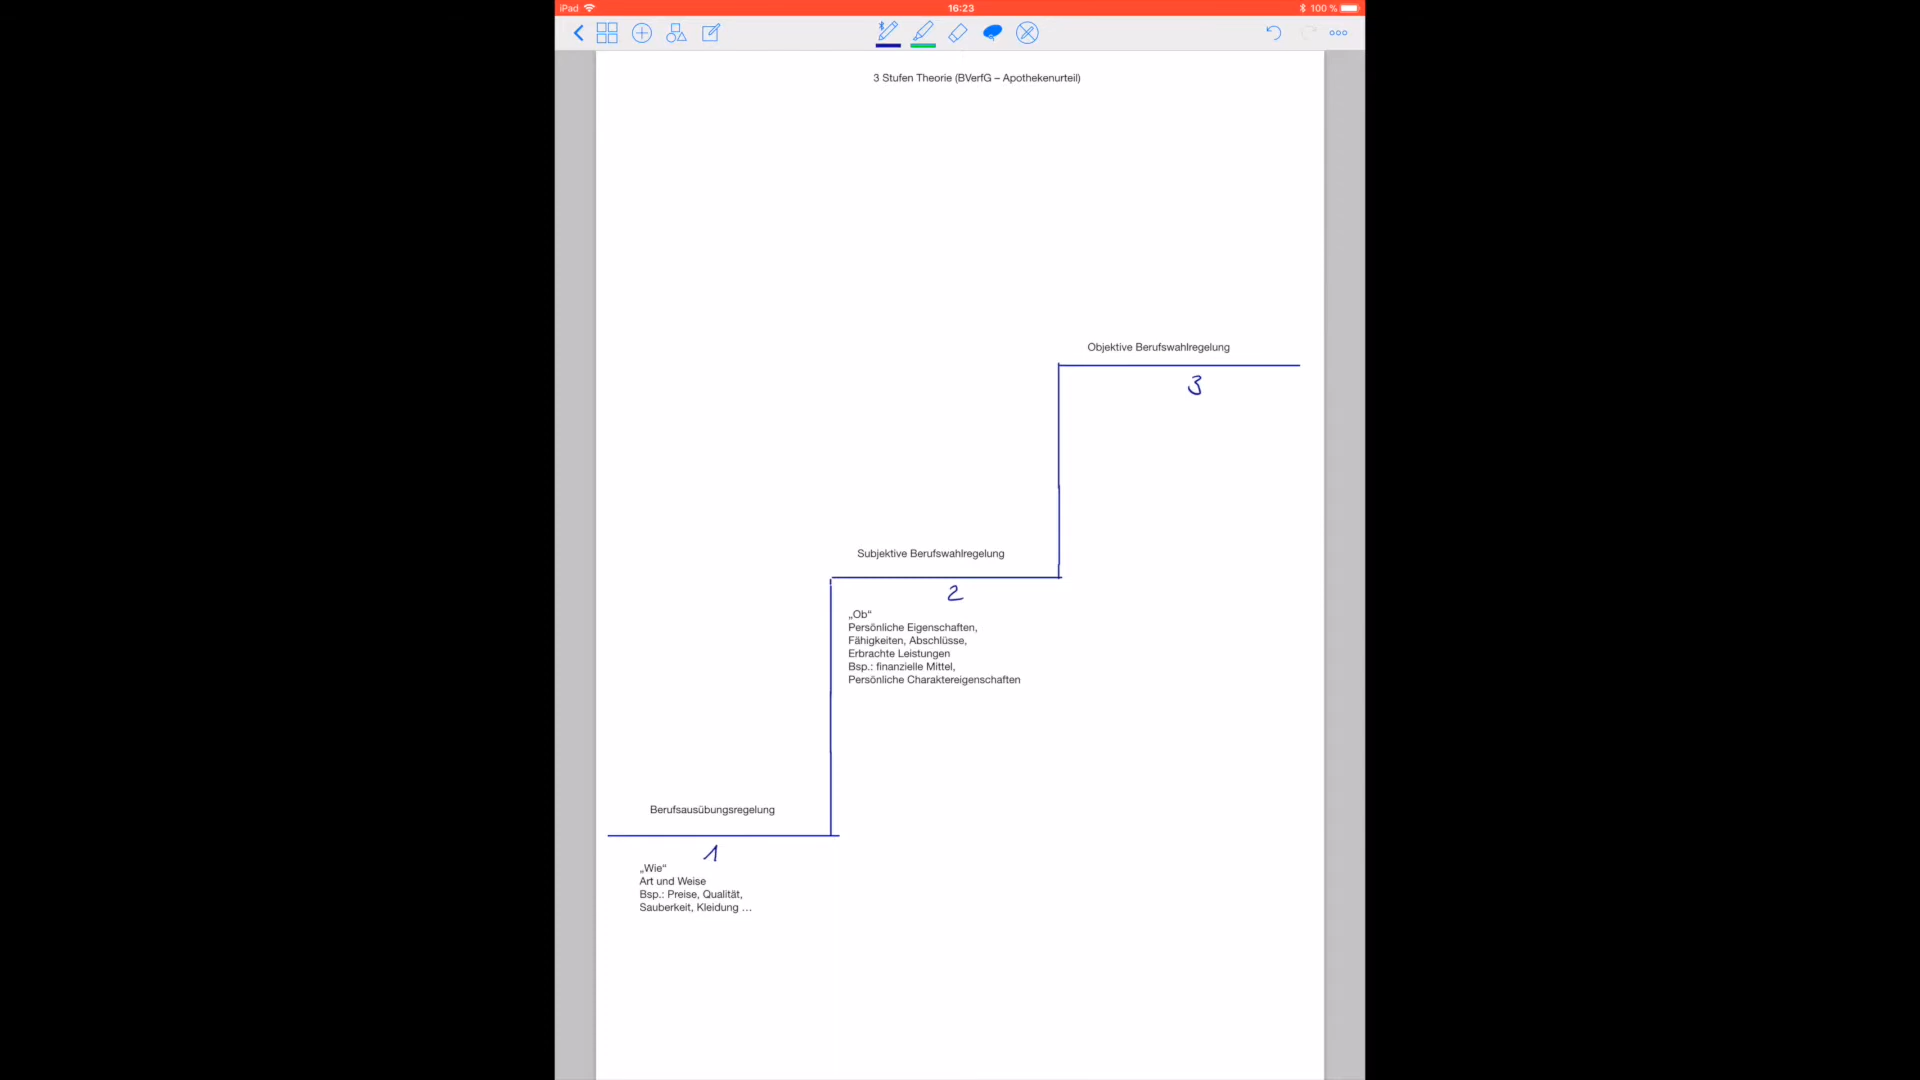 iPad
16:23
100 %
3 Stufen Theorie (BVerfG – Apothekenurteil)
Objektive Berufswahlregelung
3
Subjektive Berufswahlregelung
2
„Ob“
Persönliche Eigenschaften,
Fähigkeiten, Abschlüsse,
Erbrachte Leistungen
Bsp.: finanzielle Mittel,
Persönliche Charaktereigenschaften
Berufsausübungsregelung
1
„Wie“
Art und Weise
Bsp.: Preise, Qualität,
Sauberkeit, Kleidung …